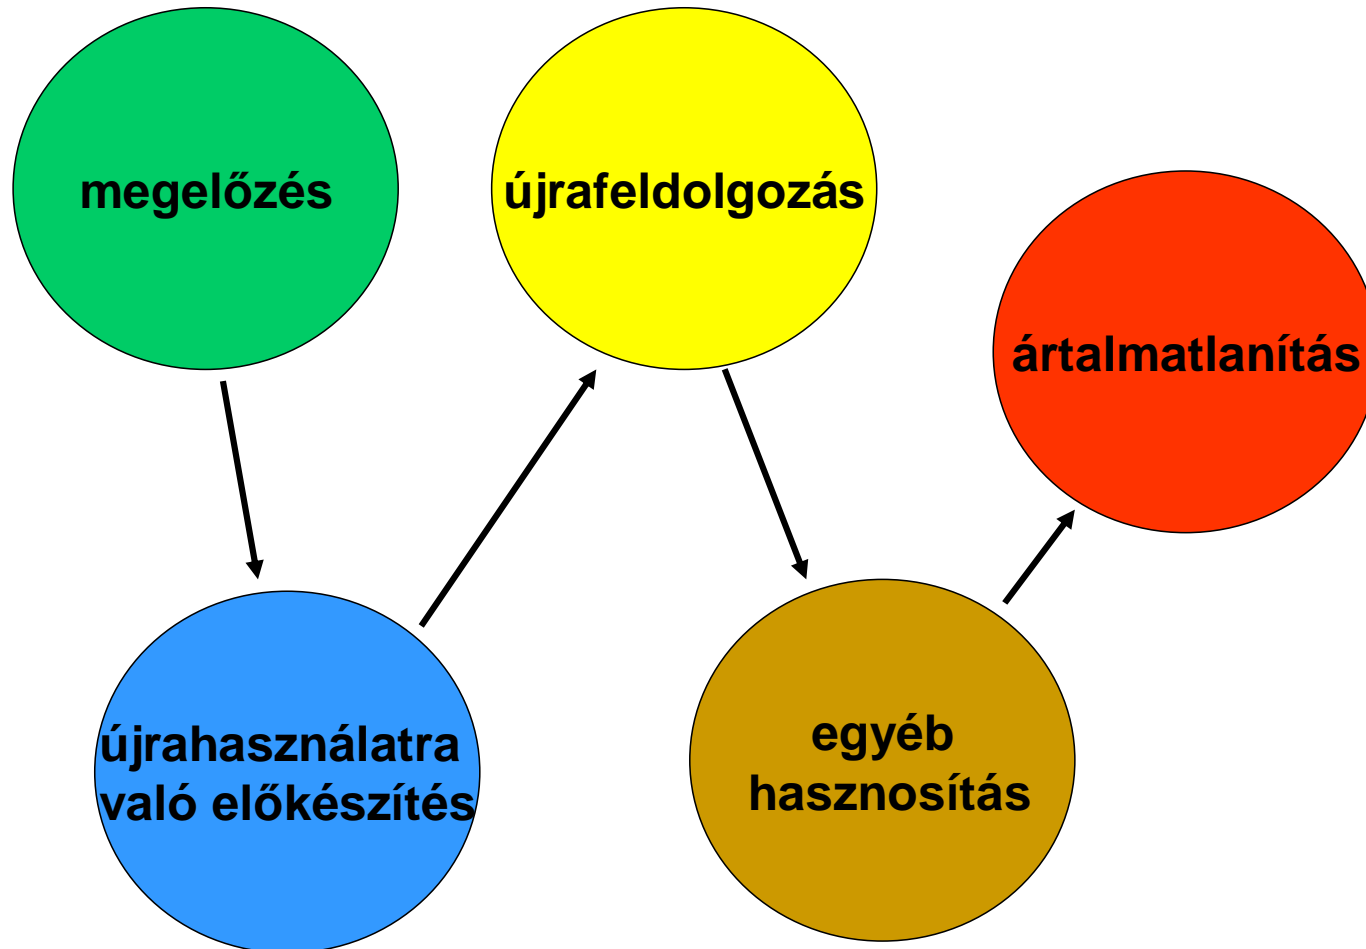 megelőzés
újrahasználatra
való előkészítés
újrafeldolgozás
egyéb
hasznosítás
ártalmatlanítás